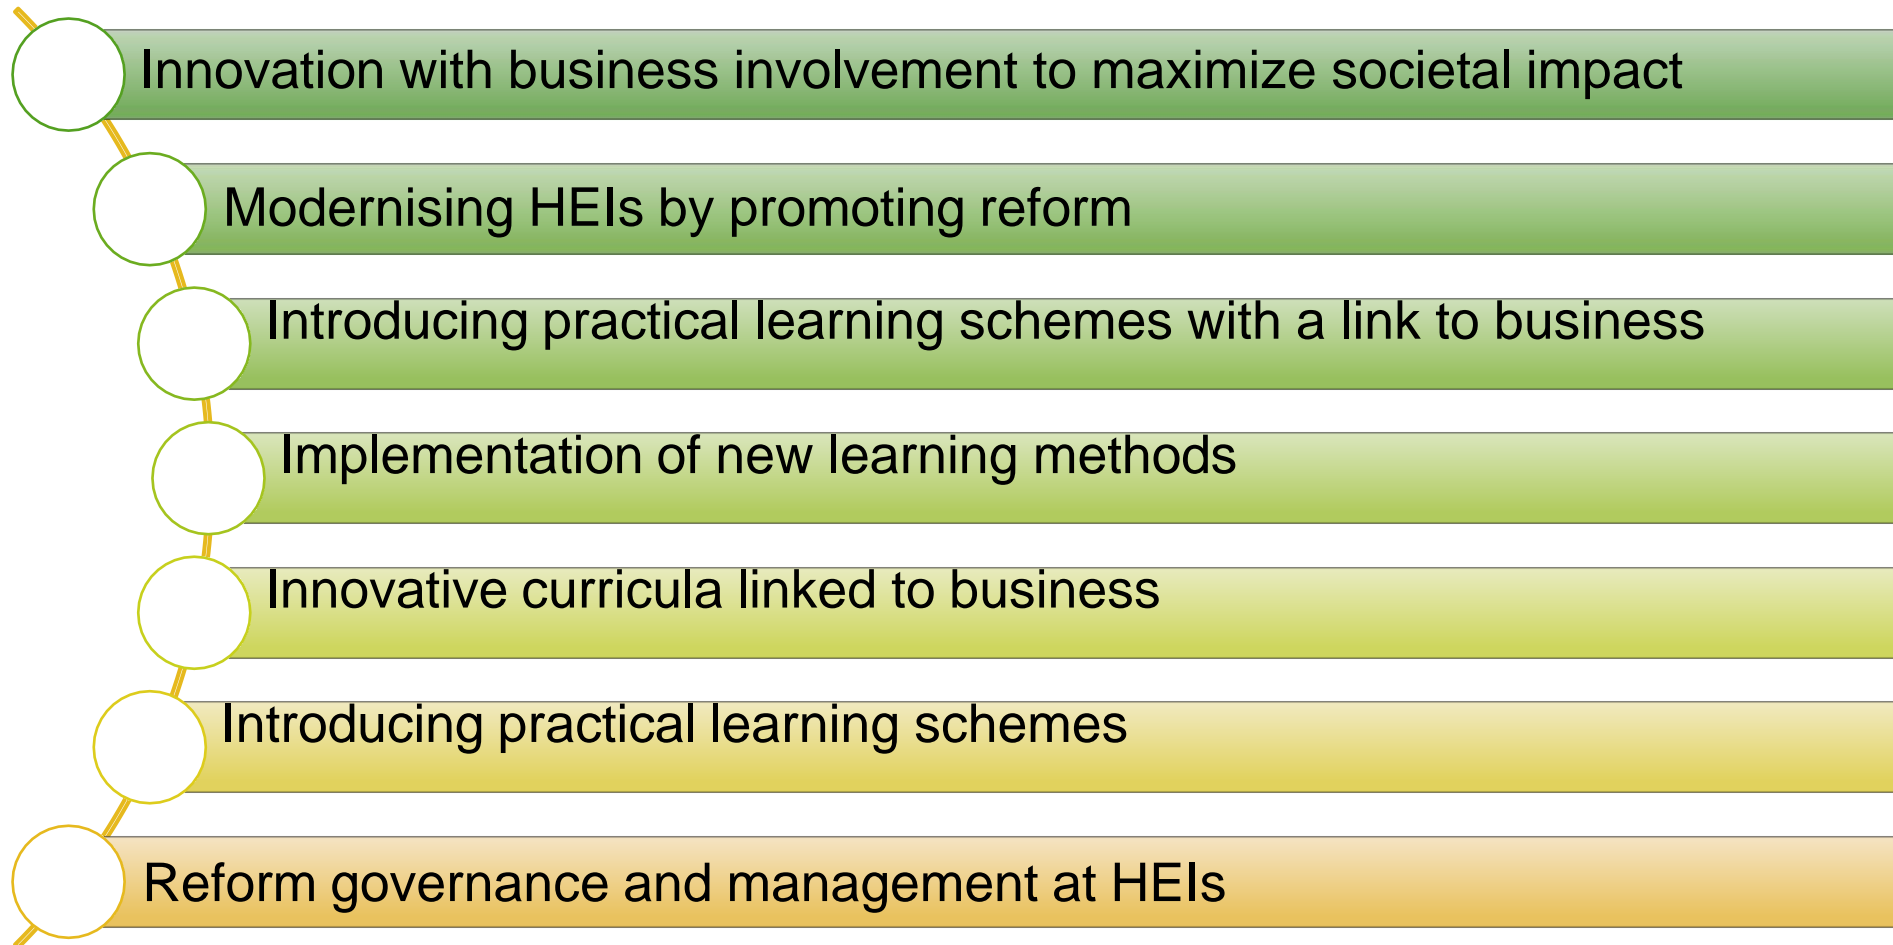 Innovation with business involvement to maximize societal impact
Modernising HEIs by promoting reform
Introducing practical learning schemes with a link to business
Implementation of new learning methods
Innovative curricula linked to business
Introducing practical learning schemes
Reform governance and management at HEIs